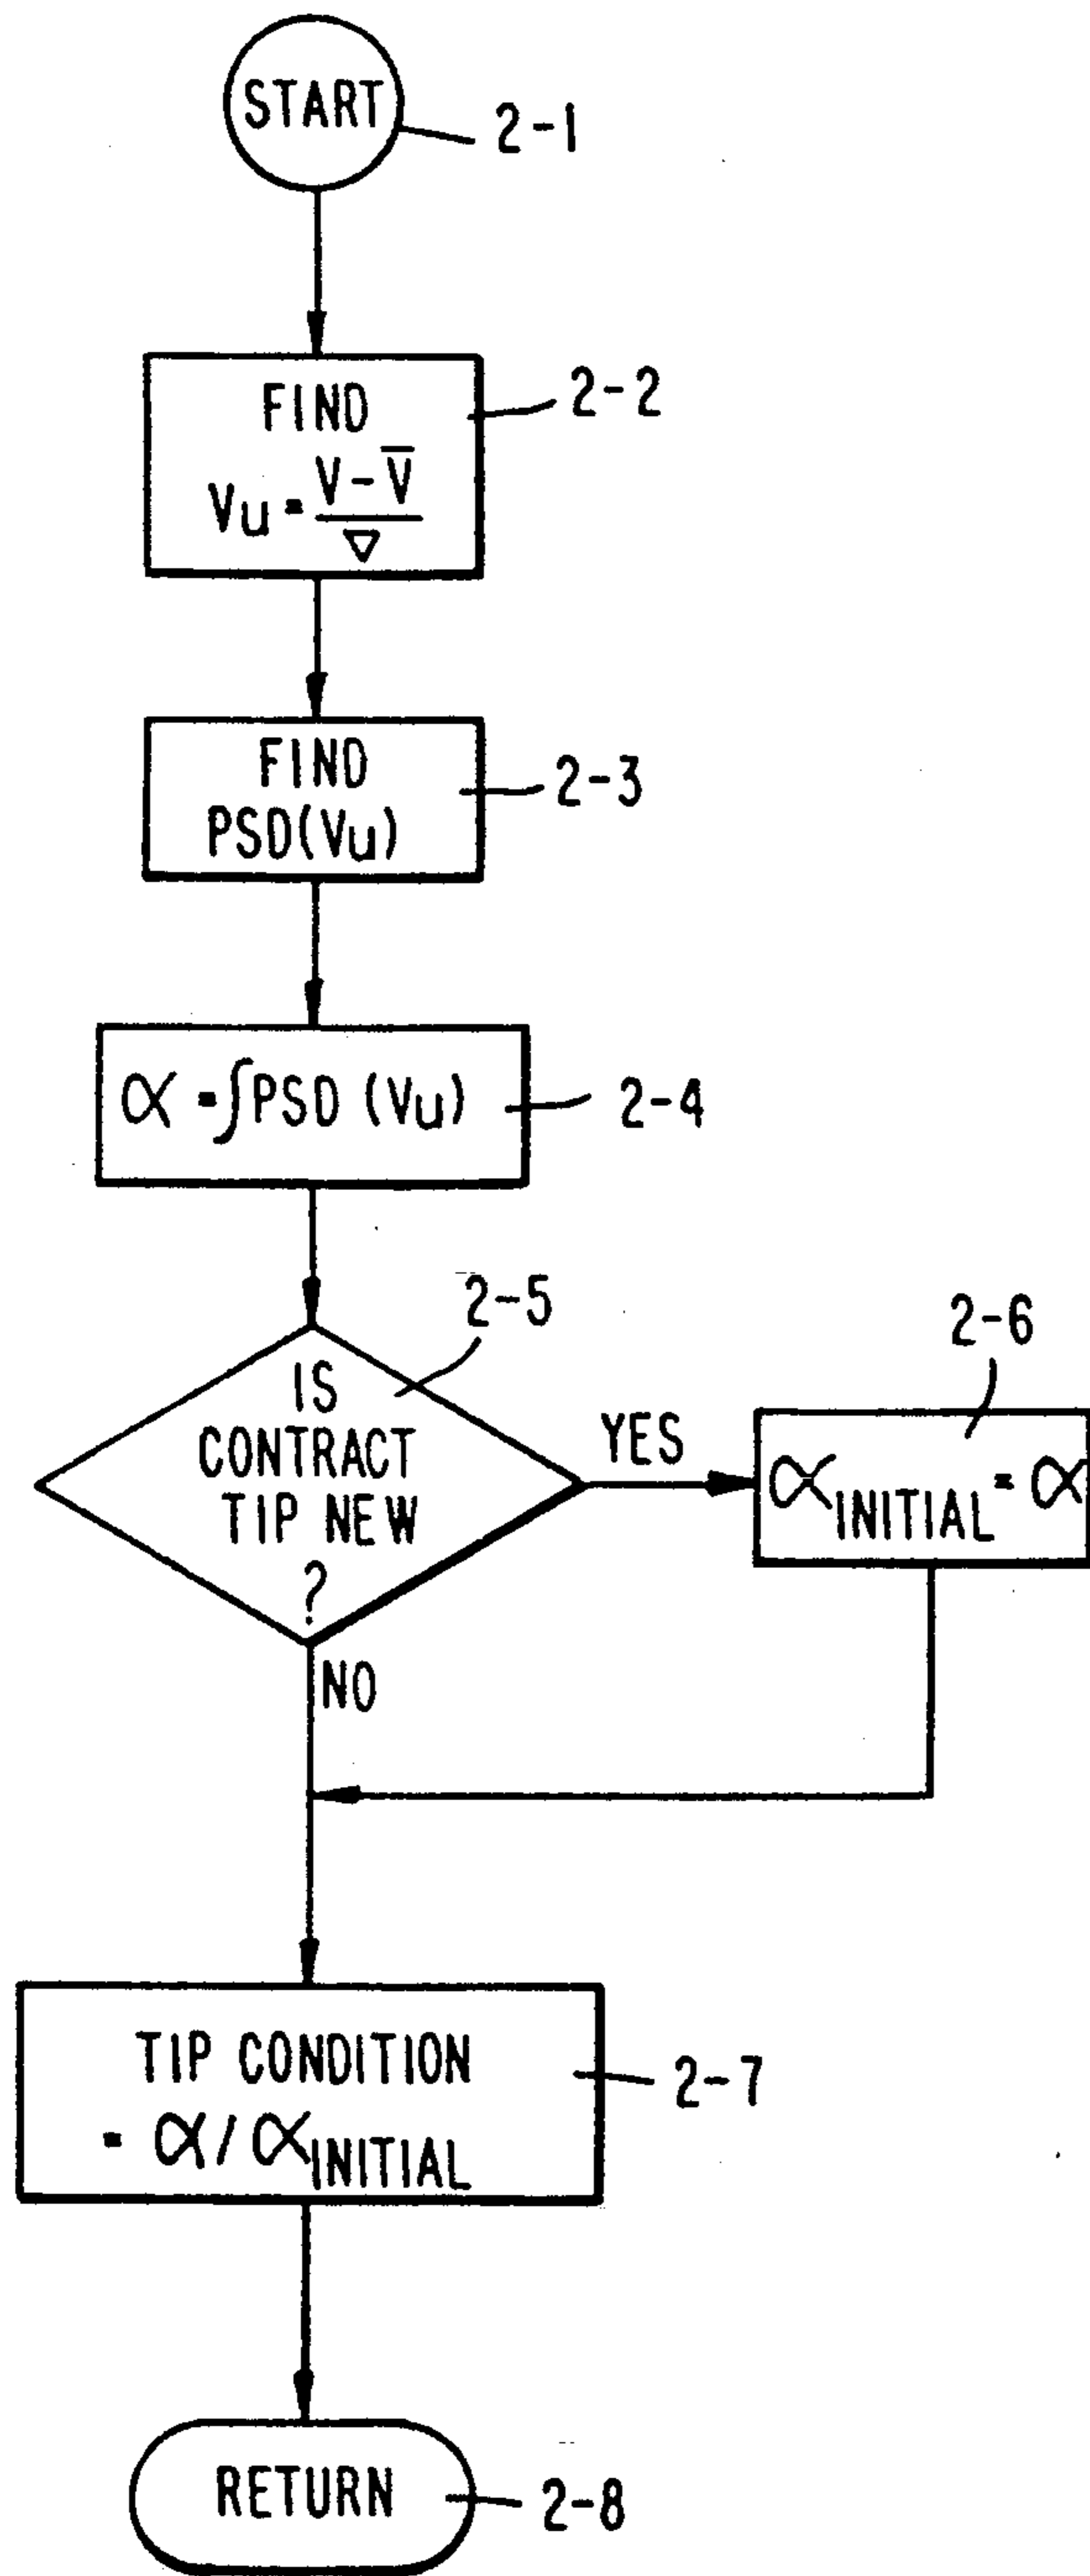 START
2-1
FIND
Vu = V - V̅ / ▽
2-2
FIND
PSD(Vu)
2-3
α = ∫PSD (Vu)
2-4
2-5
IS
CONTRACT
TIP NEW
?
YES
2-6
αINITIAL = α
NO
TIP CONDITION
= α / αINITIAL
2-7
RETURN
2-8